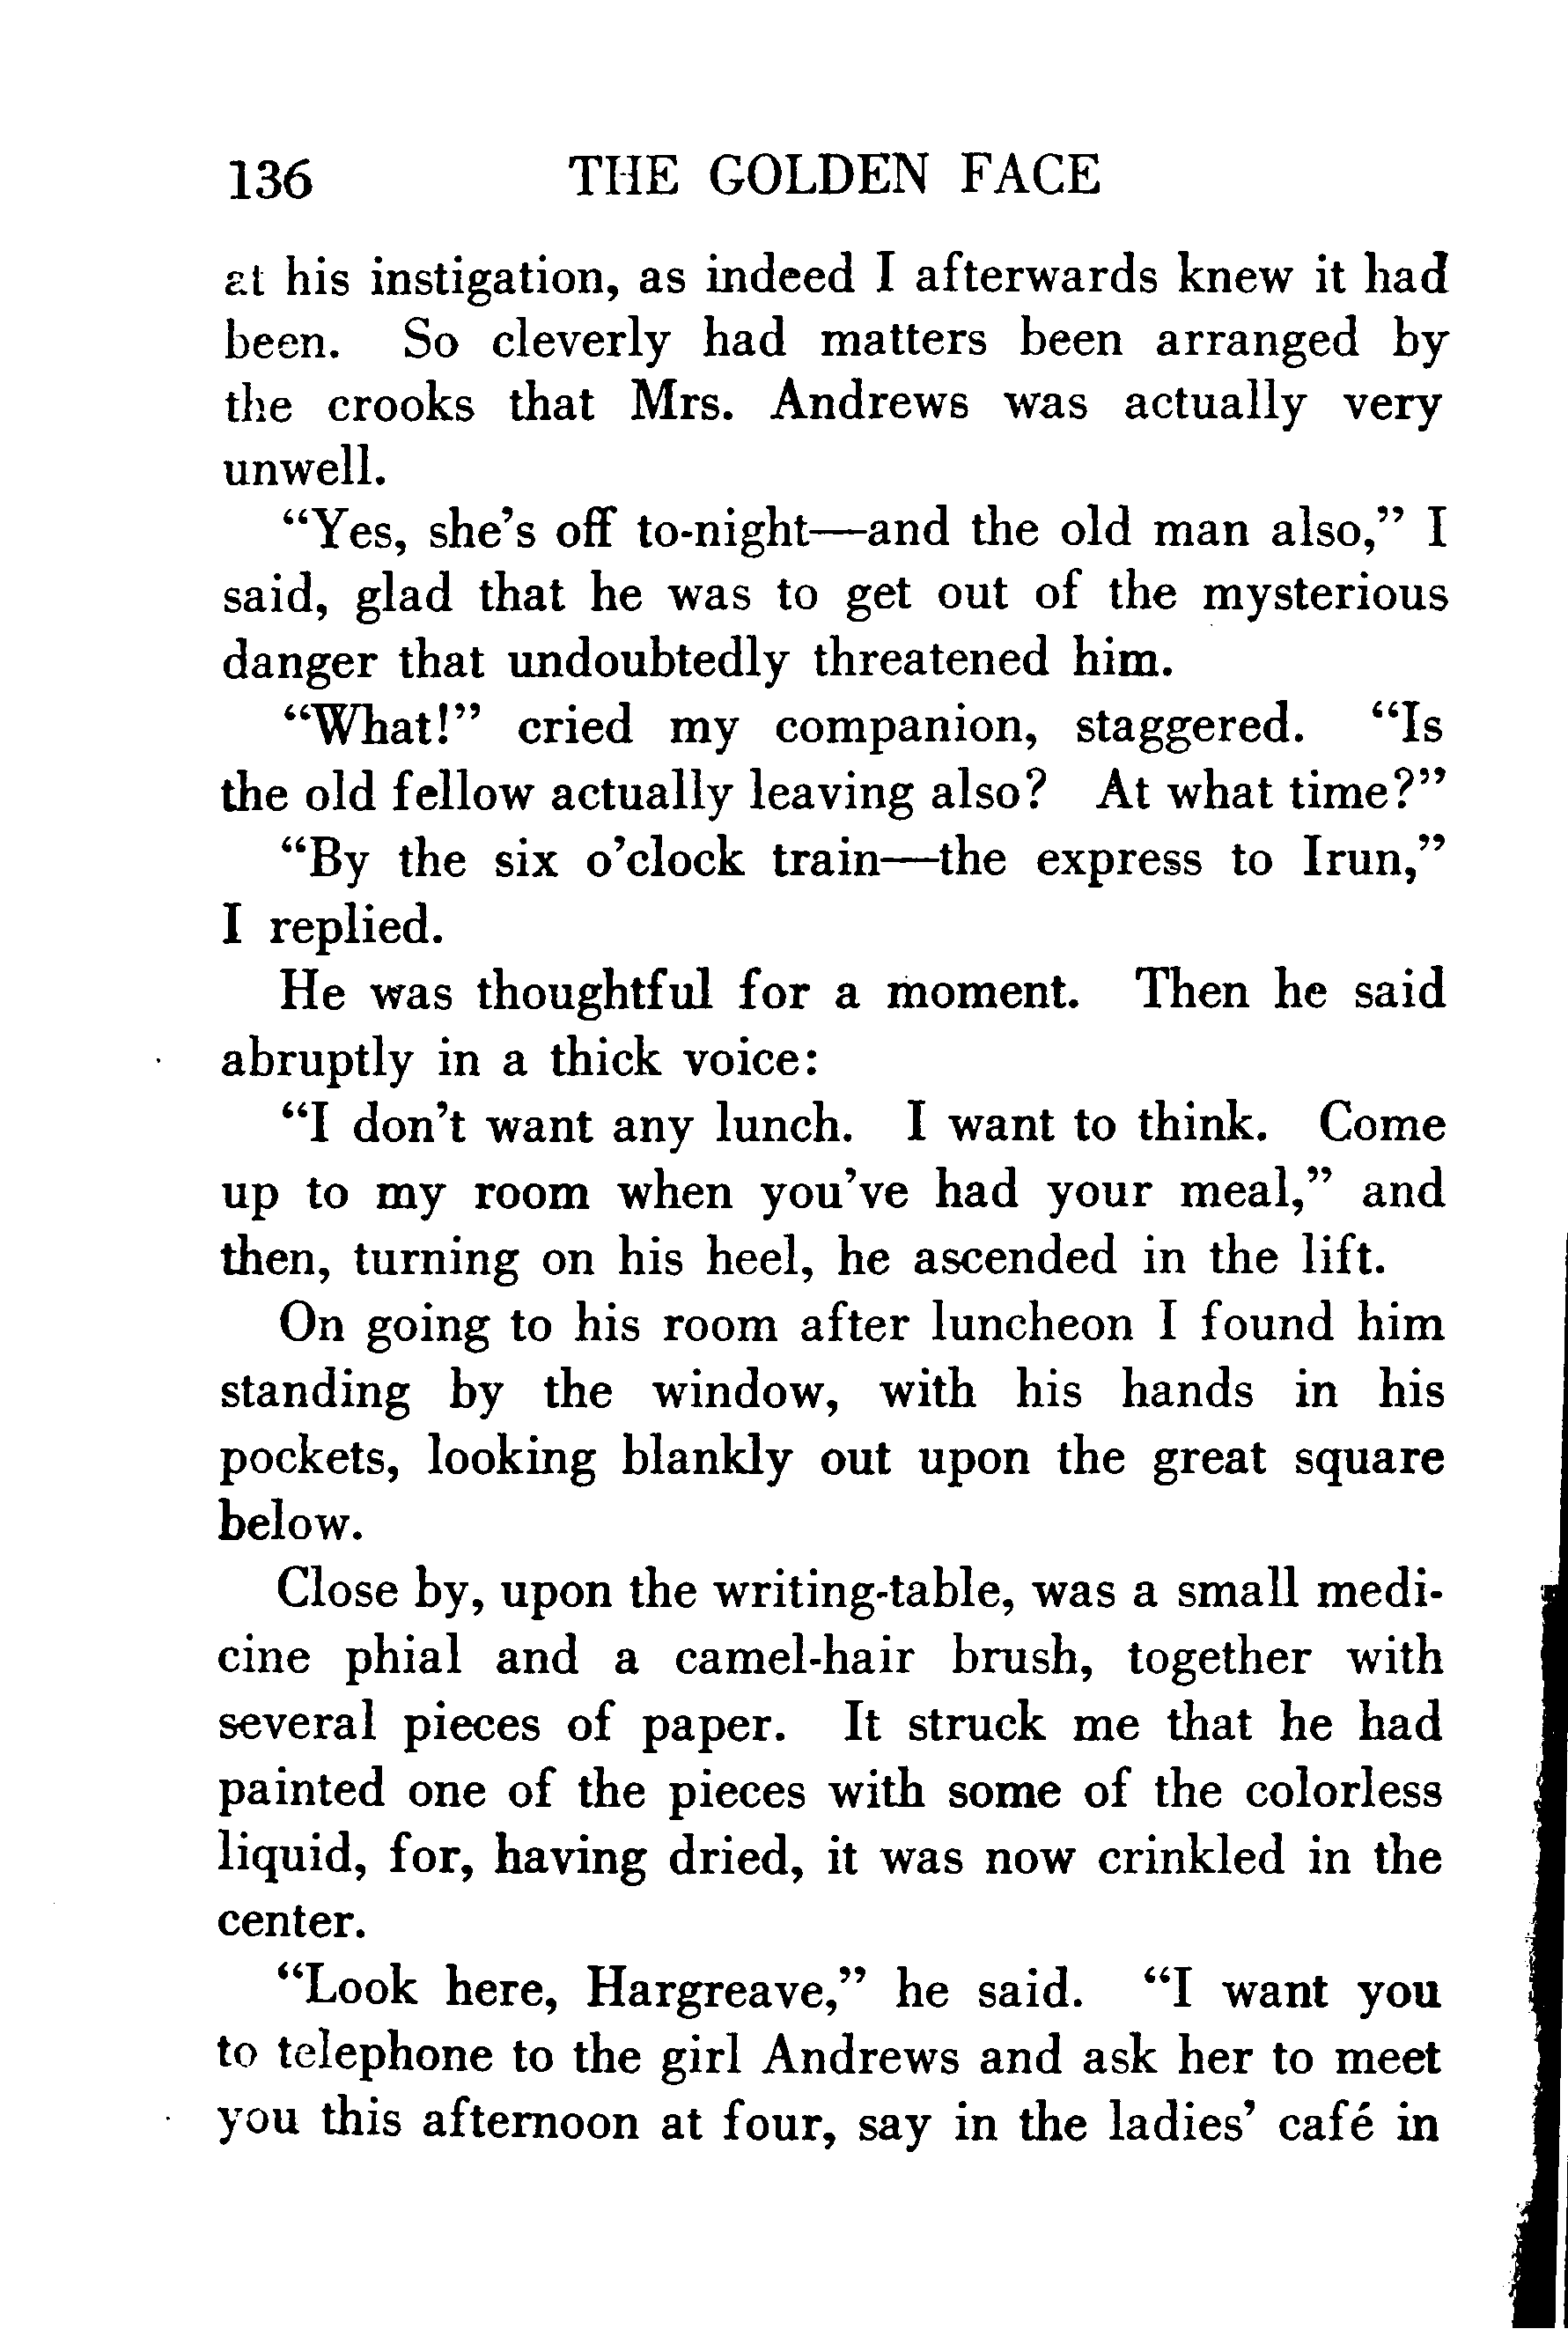 136 THE GOLDEN FACE
at his instigation, as indeed I afterwards knew it had
been. So cleverly had matters been arranged by
the crooks that Mrs. Andrews was actually very
unwell.
“Yes, she’s off to-night—and the old man also,” I
said, glad that he was to get out of the mysterious
danger that undoubtedly threatened him.
“What!” cried my companion, staggered. “Is
the old fellow actually leaving also? At what time?”
“By the six o’clock train—the express to Irun,”
I replied.
He was thoughtful for a moment. Then he said
abruptly in a thick voice:
“I don’t want any lunch. I want to think. Come
up to my room when you’ve had your meal,” and
then, turning on his heel, he ascended in the lift.
On going to his room after luncheon I found him
standing by the window, with his hands in his
pockets, looking blankly out upon the great square
below.
Close by, upon the writing-table, was a small medi-
cine phial and a camel-hair brush, together with
several pieces of paper. It struck me that he had
painted one of the pieces with some of the colorless
liquid, for, having dried, it was now crinkled in the
center.
“Look here, Hargreave,” he said. “I want you
to telephone to the girl Andrews and ask her to meet
you this afternoon at four, say in the ladies’ café in